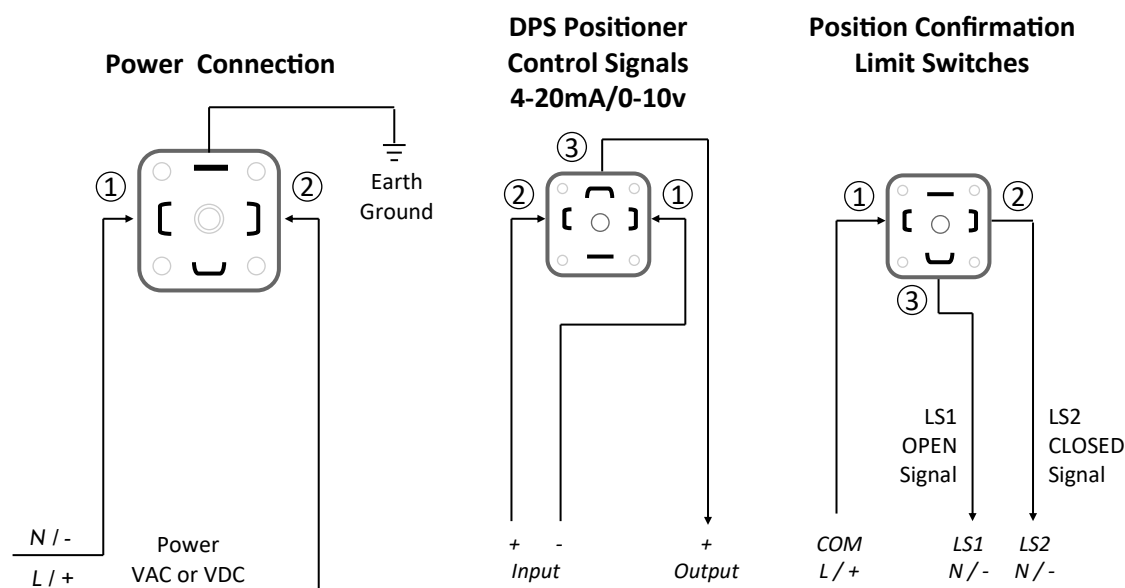 Power Connection
①
②
Earth
Ground
N / -
L / +
Power
VAC or VDC
DPS Positioner
Control Signals
4-20mA/0-10v
③
②
①
+ - +
Input Output
Position Confirmation
Limit Switches
①
②
③
LS1
OPEN
Signal
LS2
CLOSED
Signal
COM LS1 LS2
L / + N / - N / -